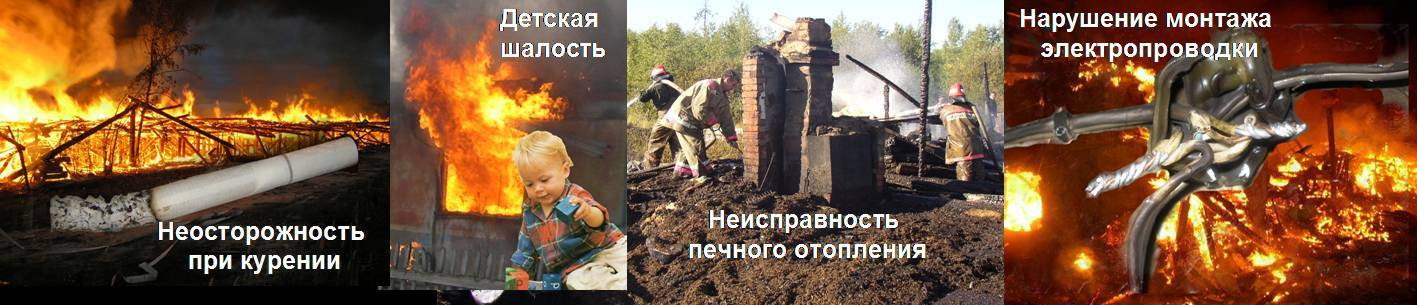 Неосторожность
при курении
Детская
шалость
Неисправность
печного отопления
Нарушение монтажа
электропроводки